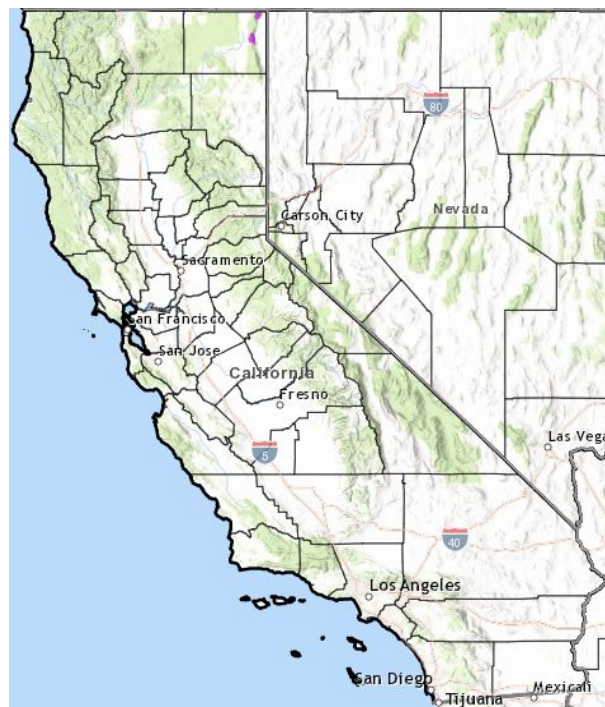 80
Nevada
Carson City
Sacramento
San Francisco
San Jose
California
Fresno
5
Las Vega
40
Los Angeles
San Diego
Mexicali
Tijuana